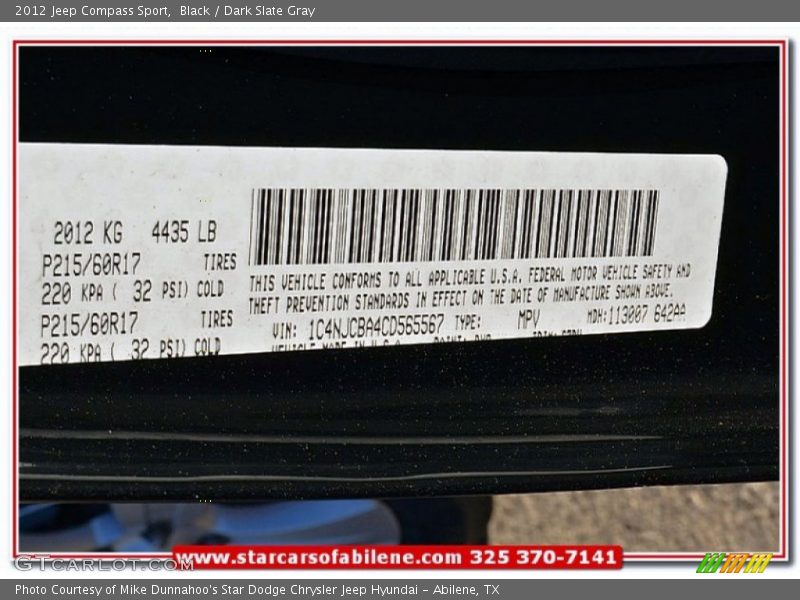 2012 Jeep Compass Sport, Black / Dark Slate Gray
2012 KG 4435 LB
P215/60R17 TIRES
220 KPA ( 32 PSI) COLD
P215/60R17 TIRES
220 KPA ( 32 PSI) COLD
THIS VEHICLE CONFORMS TO ALL APPLICABLE U.S.A. FEDERAL MOTOR VEHICLE SAFETY AND
THEFT PREVENTION STANDARDS IN EFFECT ON THE DATE OF MANUFACTURE SHOWN ABOVE.
VIN: 1C4NJCBA4CD565567 TYPE: MPV MDH:113007 642AA
VEHICLE MADE IN U.S.A.
GTCARLOT.COM
www.starcarsofabilene.com 325 370-7141
Photo Courtesy of Mike Dunnahoo's Star Dodge Chrysler Jeep Hyundai - Abilene, TX